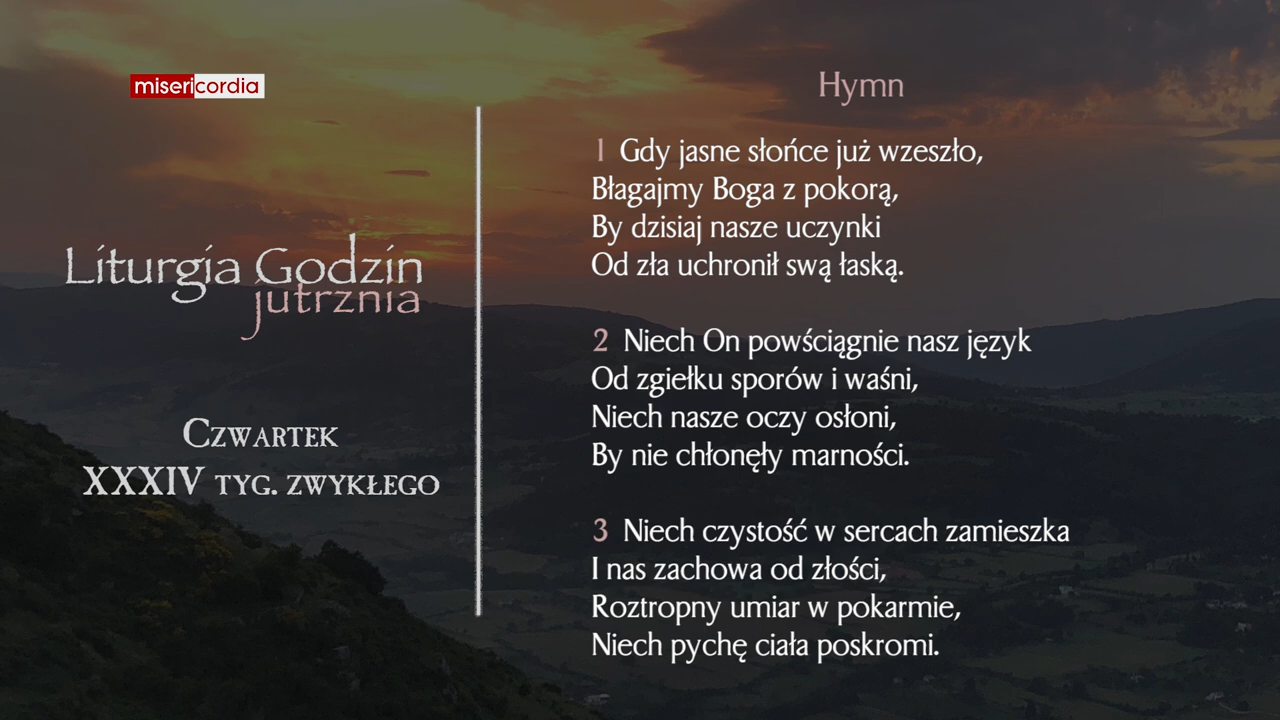 misericordia
Liturgia Godzin
jutrznia
Czwartek
XXXIV tyg. zwykłego
Hymn
1 Gdy jasne słońce już wzeszło,
Błagajmy Boga z pokorą,
By dzisiaj nasze uczynki
Od zła uchronił swą łaską.
2 Niech On powściągnie nasz język
Od zgiełku sporów i waśni,
Niech nasze oczy osłoni,
By nie chłonęły marności.
3 Niech czystość w sercach zamieszka
I nas zachowa od złości,
Roztropny umiar w pokarmie,
Niech pychę ciała poskromi.